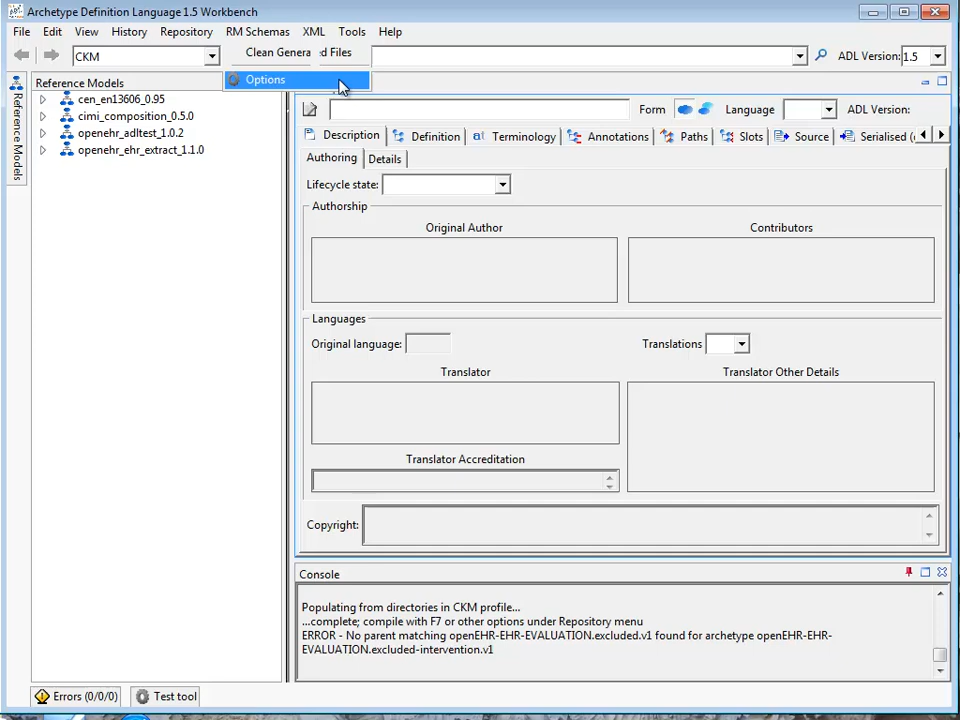 Archetype Definition Language 1.5 Workbench
File Edit View History Repository RM Schemas XML Tools Help
CKM
Clean Genera
d Files
ADL Version: 1.5
Options
Reference Models
Reference Models
cen_en13606_0.95
cimi_composition_0.5.0
openehr_adltest_1.0.2
openehr_ehr_extract_1.1.0
Form
Language
ADL Version:
Description Definition Terminology Annotations Paths Slots Source Serialised (
Authoring Details
Lifecycle state:
Authorship
Original Author
Contributors
Languages
Original language:
Translations
Translator
Translator Other Details
Translator Accreditation
Copyright:
Console
Populating from directories in CKM profile...
...complete; compile with F7 or other options under Repository menu
ERROR - No parent matching openEHR-EHR-EVALUATION.excluded.v1 found for archetype openEHR-EHR-
EVALUATION.excluded-intervention.v1
Errors (0/0/0)
Test tool